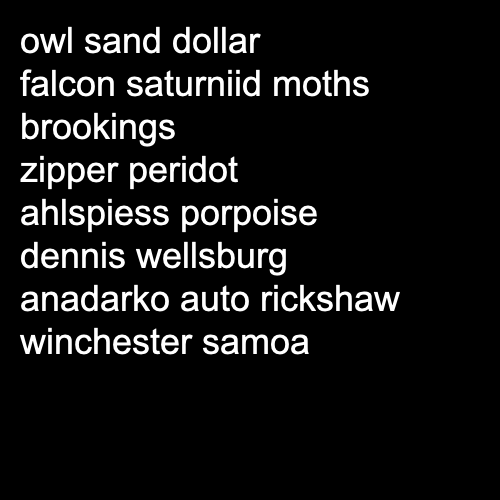 owl sand dollar
falcon saturniid moths
brookings
zipper peridot
ahlspiess porpoise
dennis wellsburg
anadarko auto rickshaw
winchester samoa